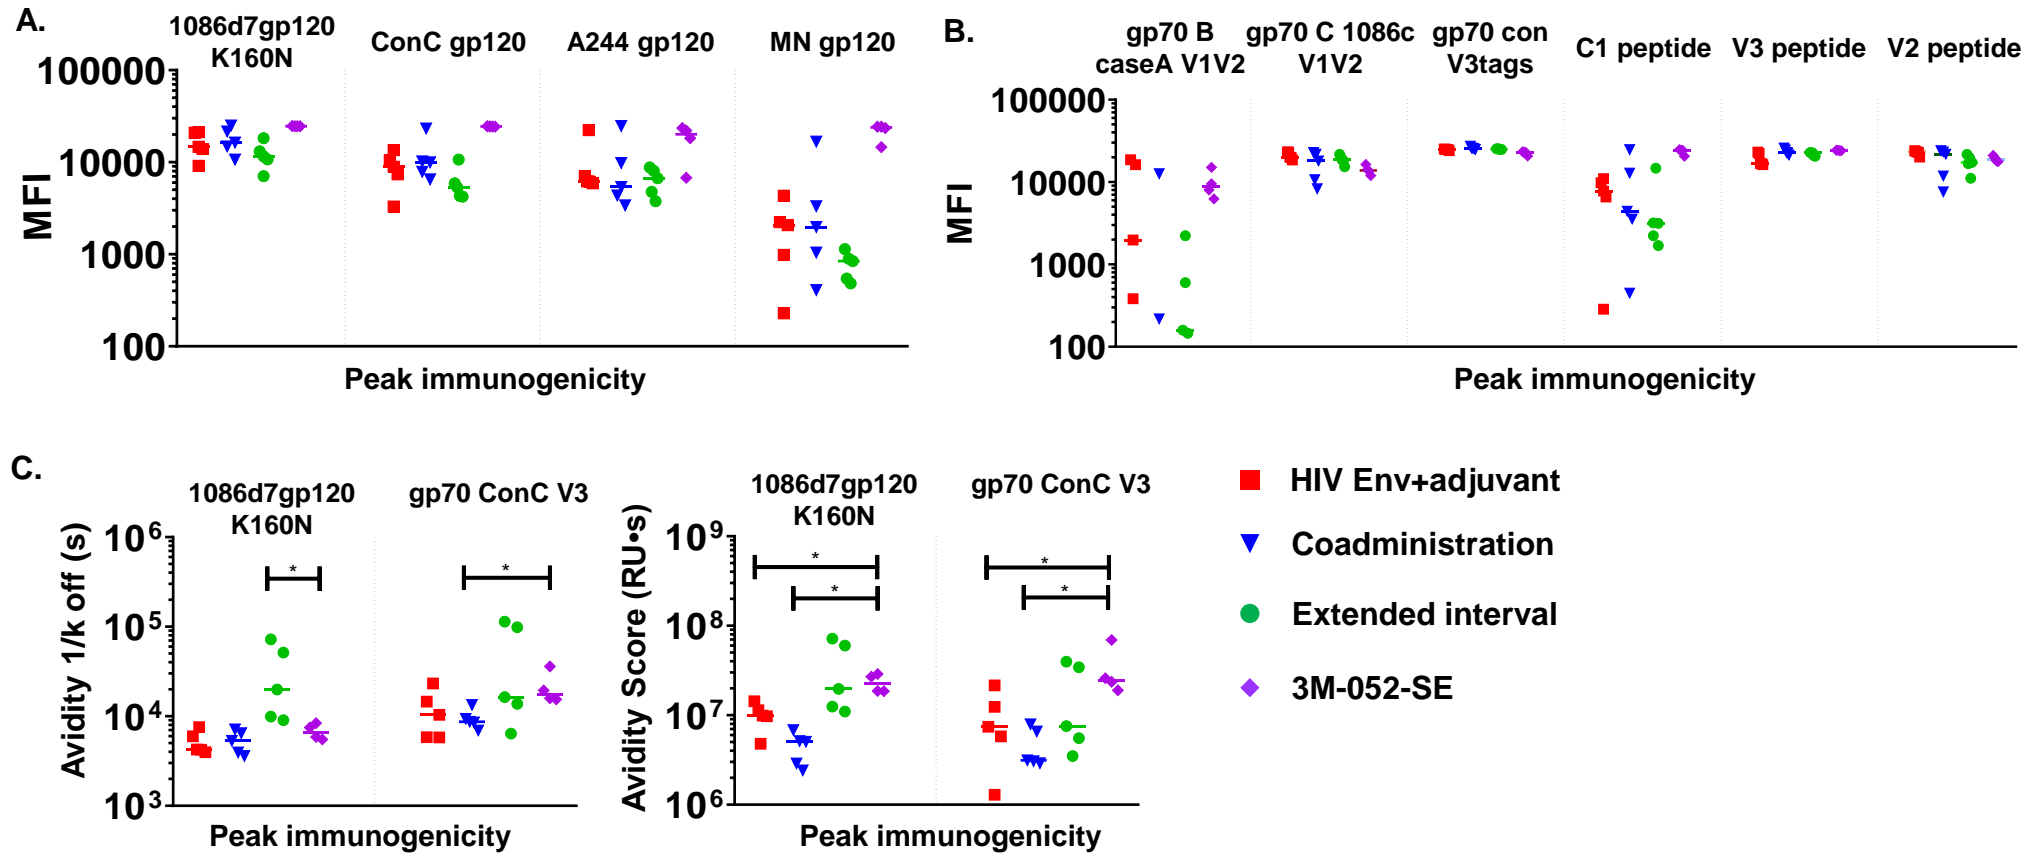 A.
1086d7gp120
K160N
ConC gp120
A244 gp120
MN gp120
MFI
100000
10000
1000
100
Peak immunogenicity
B.
gp70 B
caseA V1V2
gp70 C 1086c
V1V2
gp70 con
V3tags
C1 peptide
V3 peptide
V2 peptide
MFI
100000
10000
1000
100
Peak immunogenicity
C.
1086d7gp120
K160N
gp70 ConC V3
Avidity 1/k off (s)
10⁶
10⁵
10⁴
10³
*
*
Peak immunogenicity
1086d7gp120
K160N
gp70 ConC V3
Avidity Score (RU•s)
10⁹
10⁸
10⁷
10⁶
*
*
*
*
Peak immunogenicity
HIV Env+adjuvant
Coadministration
Extended interval
3M-052-SE